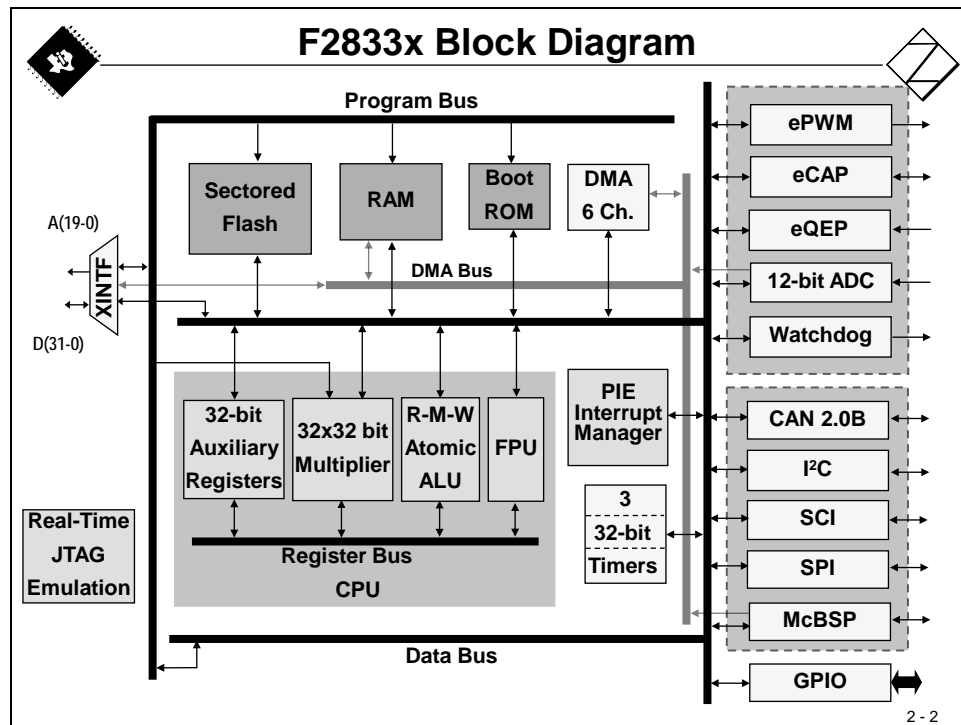 F2833x Block Diagram
Program Bus
Sectored
Flash
RAM
Boot
ROM
DMA
6 Ch.
ePWM
eCAP
eQEP
12-bit ADC
Watchdog
A(19-0)
XINTF
D(31-0)
DMA Bus
32-bit
Auxiliary
Registers
32x32 bit
Multiplier
R-M-W
Atomic
ALU
FPU
Register Bus
CPU
PIE
Interrupt
Manager
3
32-bit
Timers
CAN 2.0B
I²C
SCI
SPI
McBSP
GPIO
Real-Time
JTAG
Emulation
Data Bus
2 - 2